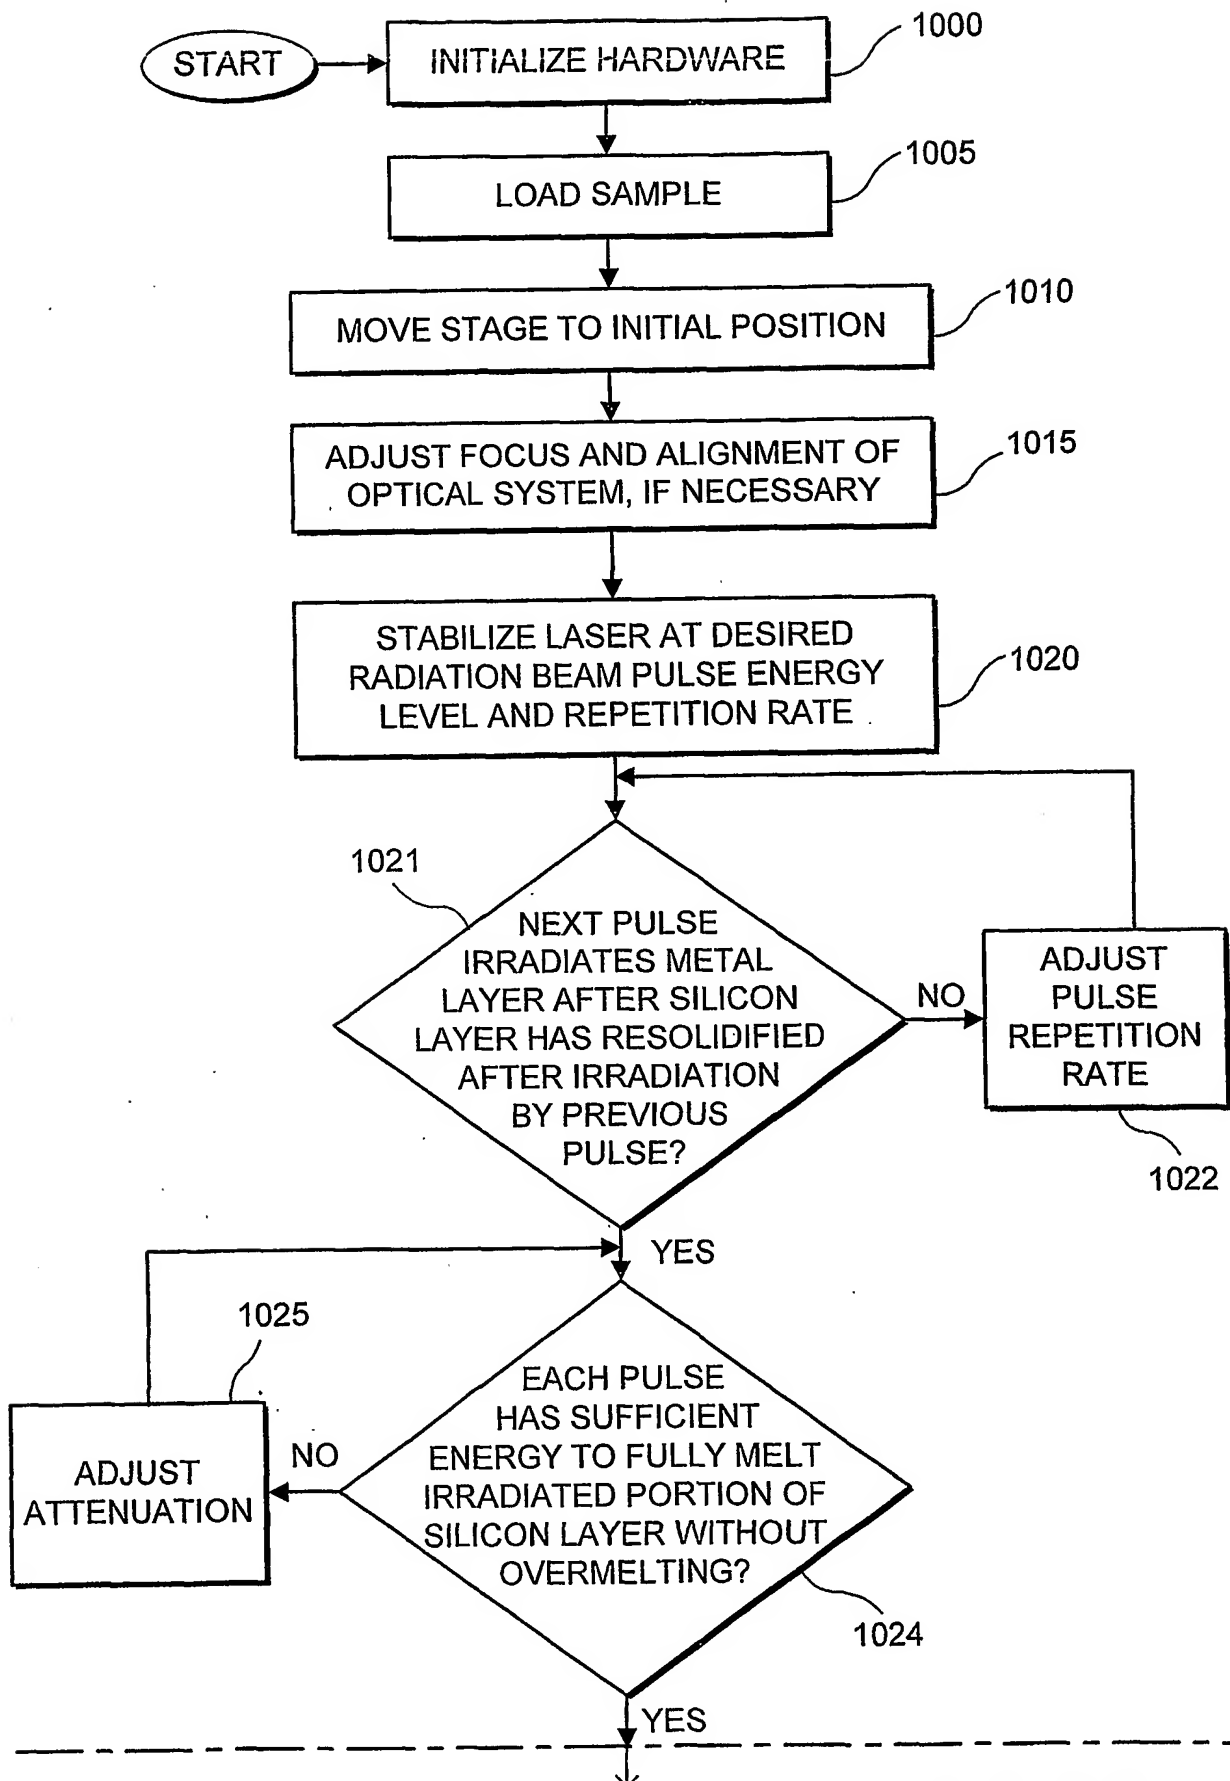 START
INITIALIZE HARDWARE
1000
LOAD SAMPLE
1005
MOVE STAGE TO INITIAL POSITION
1010
ADJUST FOCUS AND ALIGNMENT OF
OPTICAL SYSTEM, IF NECESSARY
1015
STABILIZE LASER AT DESIRED
RADIATION BEAM PULSE ENERGY
LEVEL AND REPETITION RATE
1020
1021
NEXT PULSE
IRRADIATES METAL
LAYER AFTER SILICON
LAYER HAS RESOLIDIFIED
AFTER IRRADIATION
BY PREVIOUS
PULSE?
NO
ADJUST
PULSE
REPETITION
RATE
1022
YES
1025
EACH PULSE
HAS SUFFICIENT
ENERGY TO FULLY MELT
IRRADIATED PORTION OF
SILICON LAYER WITHOUT
OVERMELTING?
NO
ADJUST
ATTENUATION
1024
YES